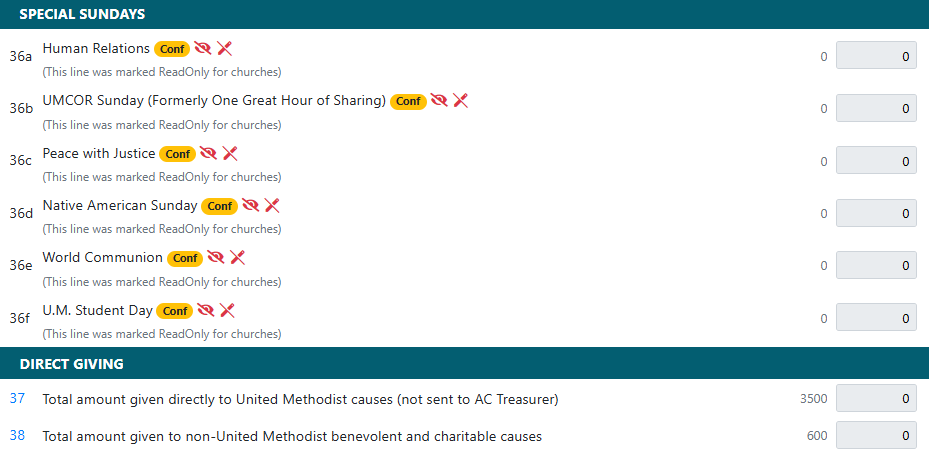 SPECIAL SUNDAYS
36a Human Relations Conf 0 0
(This line was marked ReadOnly for churches)
36b UMCOR Sunday (Formerly One Great Hour of Sharing) Conf 0 0
(This line was marked ReadOnly for churches)
36c Peace with Justice Conf 0 0
(This line was marked ReadOnly for churches)
36d Native American Sunday Conf 0 0
(This line was marked ReadOnly for churches)
36e World Communion Conf 0 0
(This line was marked ReadOnly for churches)
36f U.M. Student Day Conf 0 0
(This line was marked ReadOnly for churches)
DIRECT GIVING
37 Total amount given directly to United Methodist causes (not sent to AC Treasurer) 3500 0
38 Total amount given to non-United Methodist benevolent and charitable causes 600 0